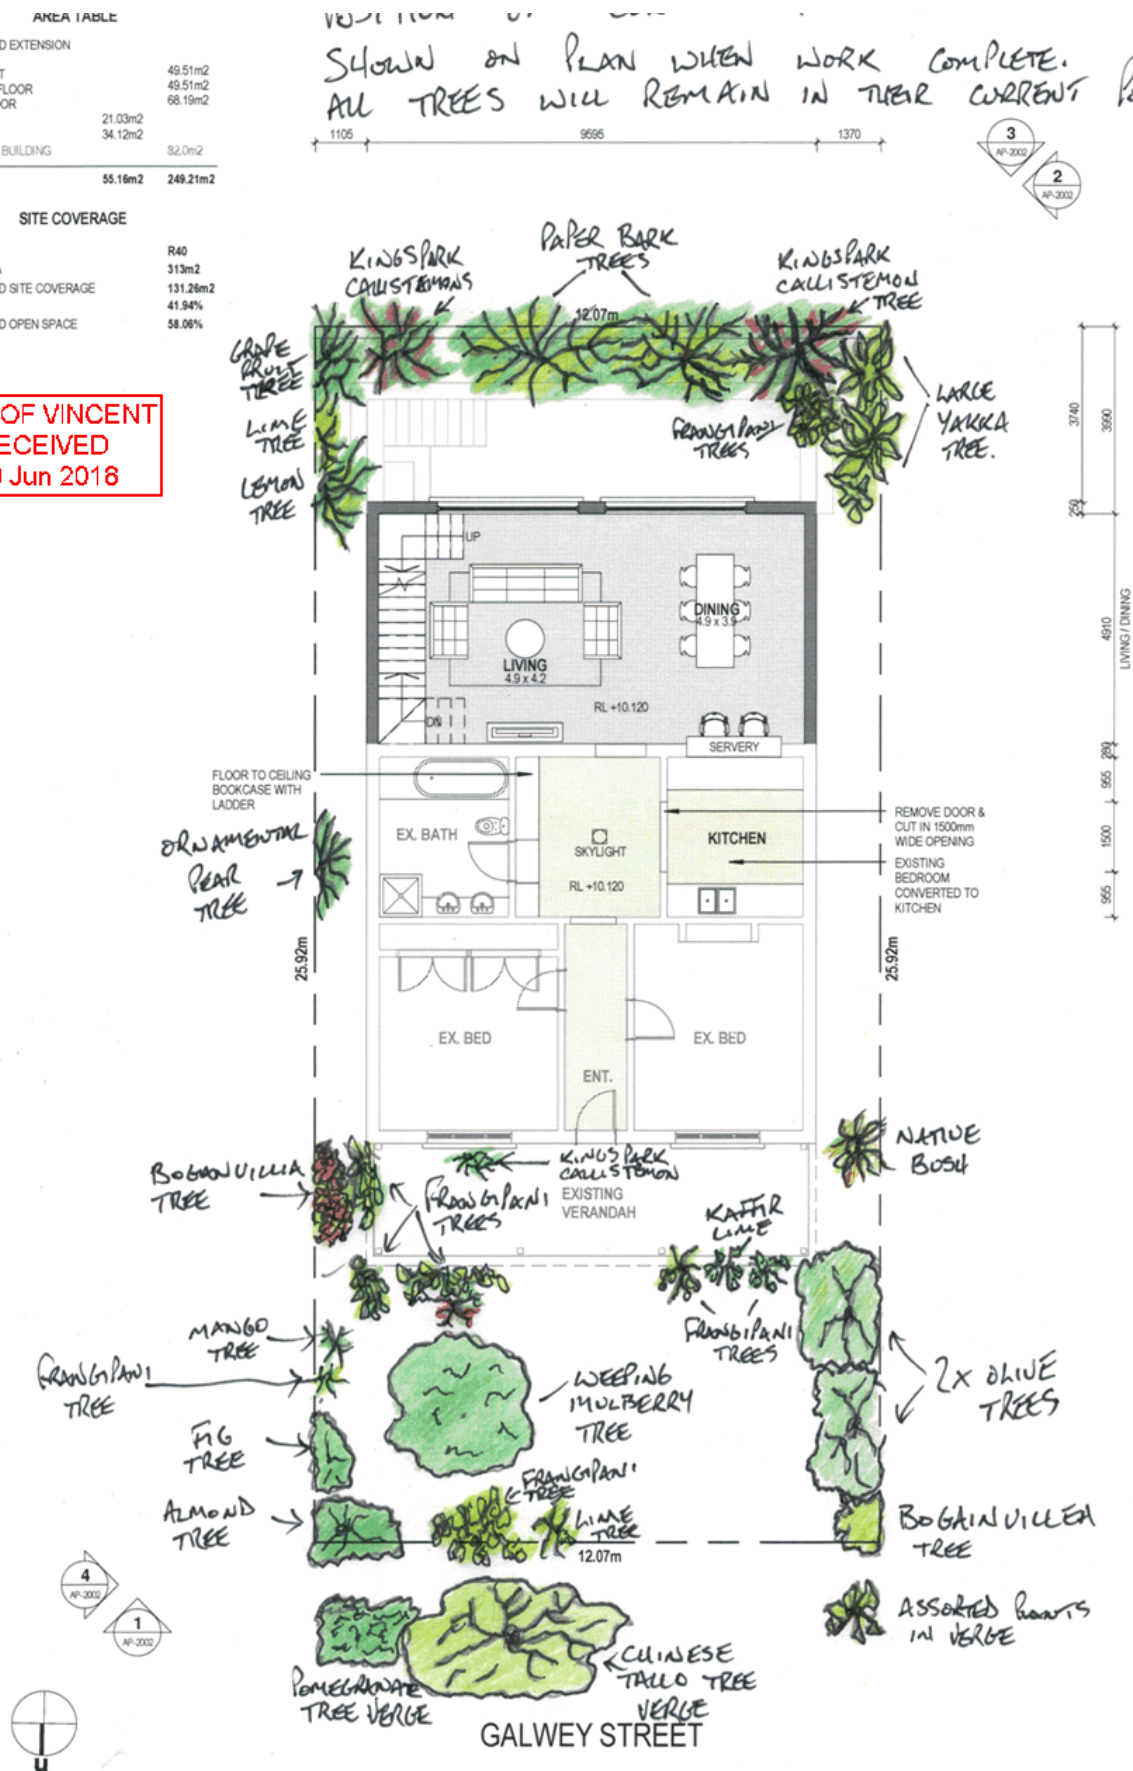 AREA TABLE
D EXTENSION
T 49.51m2
FLOOR 49.51m2
OR 68.19m2
21.03m2
34.12m2
BUILDING 82.0m2
55.16m2 249.21m2
SITE COVERAGE
R40
A 313m2
D SITE COVERAGE 131.26m2
41.94%
D OPEN SPACE 58.06%
OF VINCENT
ECEIVED
Jun 2018
SHOWN ON PLAN WHEN WORK COMPLETE.
ALL TREES WILL REMAIN IN THEIR CURRENT
1105 9595 1370
3
AP-2002
2
AP-2002
KINGSPARK
CALLISTEMONS
PAPER BARK
TREES
KINGSPARK
CALLISTEMON
TREE
12.07m
GRAPE
FRUIT
TREE
LIME
TREE
LEMON
TREE
FRANGIPANI
TREES
LARGE
YAKKA
TREE.
3740
3990
250
4910
LIVING / DINING
280
955
1500
955
UP
DINING
4.9 x 3.9
LIVING
4.9 x 4.2
RL +10.120
DN
SERVERY
FLOOR TO CEILING
BOOKCASE WITH
LADDER
EX. BATH
SKYLIGHT
RL +10.120
KITCHEN
REMOVE DOOR &
CUT IN 1500mm
WIDE OPENING
EXISTING
BEDROOM
CONVERTED TO
KITCHEN
ORNAMENTAL
PEAR
TREE
25.92m
25.92m
EX. BED
EX. BED
ENT.
NATIVE
BUSH
BOGANVILLIA
TREE
KINGS PARK
CALLISTEMON
FRANGIPANI
TREES
EXISTING
VERANDAH
KAFFIR
LIME
MANGO
TREE
FRANGIPANI
TREES
FRANGIPANI
TREE
WEEPING
MULBERRY
TREE
2x OLIVE
TREES
FIG
TREE
FRANGIPANI
TREE
ALMOND
TREE
LIME
TREE
12.07m
BOGAINVILLEA
TREE
4
AP-2002
1
AP-2002
ASSORTED PLANTS
IN VERGE
POMEGRANATE
TREE VERGE
CHINESE
TALLO TREE
VERGE
GALWEY STREET